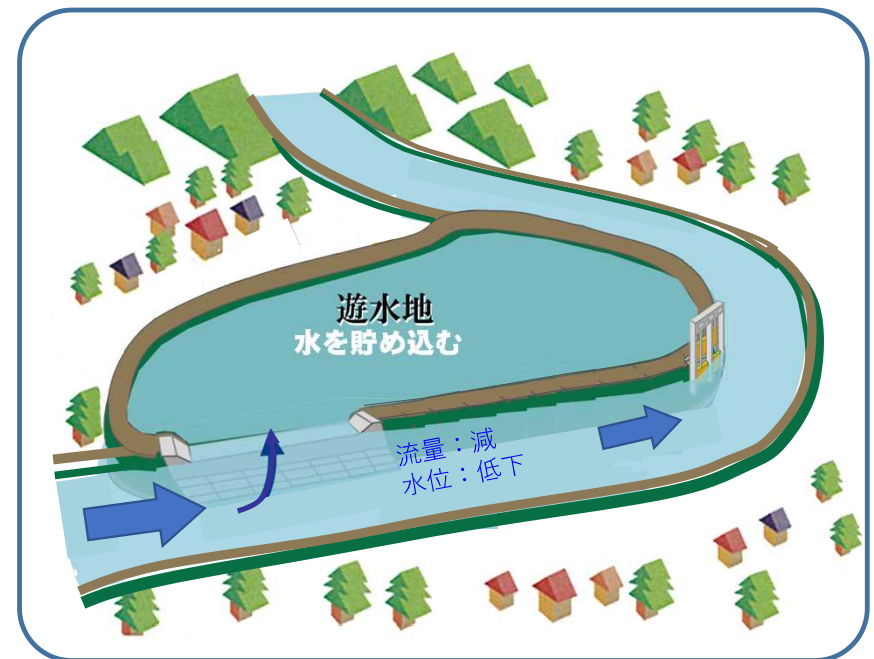 遊水地
水を貯め込む
流量：減
水位：低下